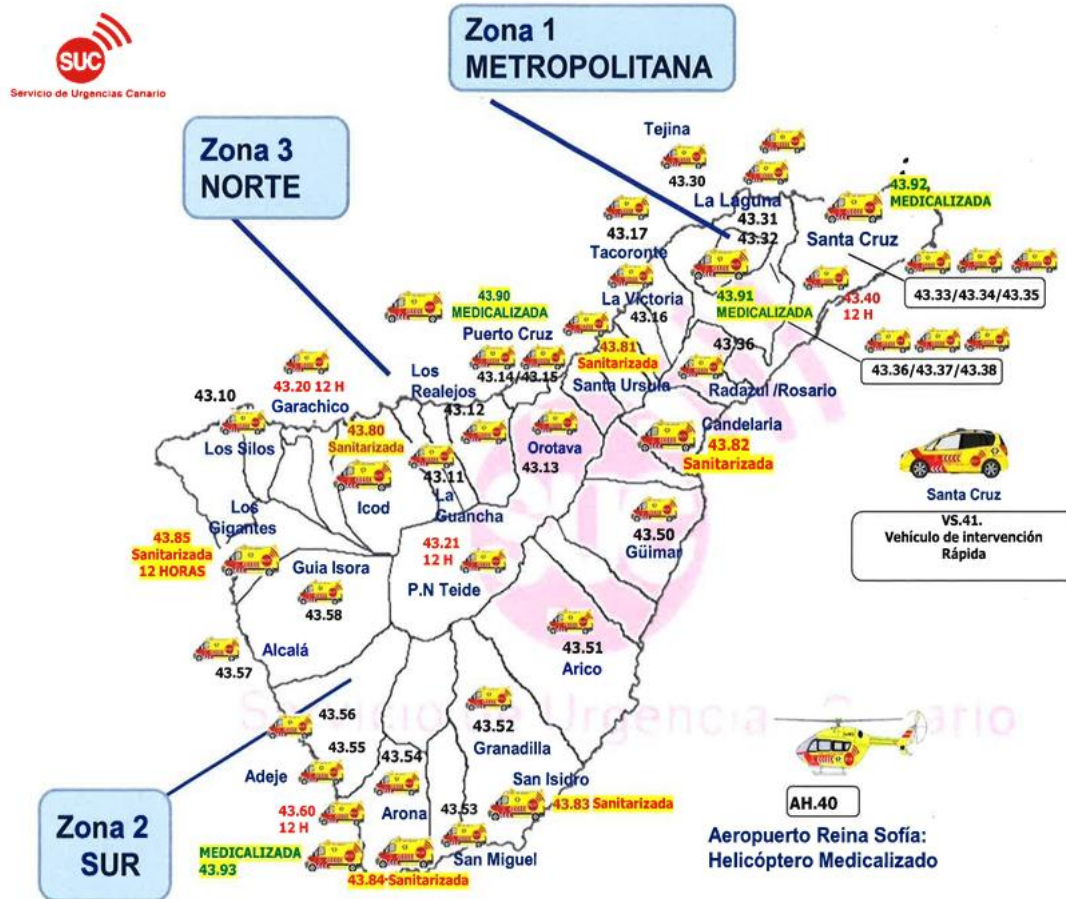 SUC
Servicio de Urgencias Canario
Zona 1
METROPOLITANA
Zona 3
NORTE
Tejina
43.30
La Laguna
43.31
43.32
43.92
MEDICALIZADA
Santa Cruz
43.33/43.34/43.35
43.17
Tacoronte
La Victoria
43.16
43.91
MEDICALIZADA
43.40
12 H
43.36/43.37/43.38
43.90
MEDICALIZADA
Puerto Cruz
43.14/43.15
43.81
Sanitarizada
Santa Ursula
43.36
Radazul /Rosario
Candelaria
43.82
Sanitarizada
43.10
Los Silos
43.20 12 H
Garachico
43.80
Sanitarizada
Icod
Los
Realejos
43.12
43.11
La
Guancha
Orotava
43.13
Santa Cruz
VS.41.
Vehículo de intervención
Rápida
Los
Gigantes
43.85
Sanitarizada
12 HORAS
Guia Isora
43.58
43.21
12 H
P.N Teide
43.50
Güimar
Alcalá
43.57
43.51
Arico
43.52
Granadilla
43.56
43.55
Adeje
43.54
Arona
43.60
12 H
San Isidro
43.83 Sanitarizada
43.53
San Miguel
MEDICALIZADA
43.93
43.84-Sanitarizada
Zona 2
SUR
AH.40
Aeropuerto Reina Sofía:
Helicóptero Medicalizado